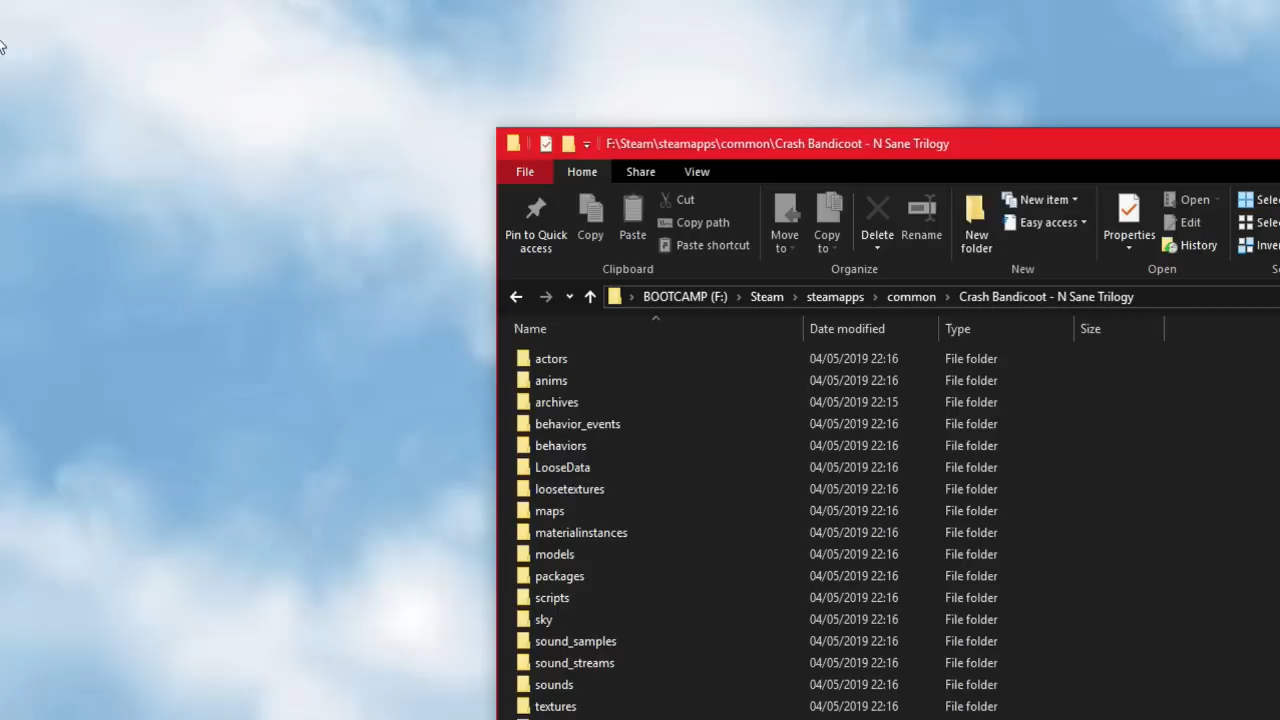 F:\Steam\steamapps\common\Crash Bandicoot - N Sane Trilogy
File Home Share View
Pin to Quick access
Copy
Paste
Cut
Copy path
Paste shortcut
Clipboard
Move to
Copy to
Delete
Rename
Organize
New folder
New item
Easy access
New
Properties
Open
Edit
History
Open
BOOTCAMP (F:) > Steam > steamapps > common > Crash Bandicoot - N Sane Trilogy
Name Date modified Type Size
actors 04/05/2019 22:16 File folder
anims 04/05/2019 22:16 File folder
archives 04/05/2019 22:15 File folder
behavior_events 04/05/2019 22:16 File folder
behaviors 04/05/2019 22:16 File folder
LooseData 04/05/2019 22:16 File folder
loosetextures 04/05/2019 22:16 File folder
maps 04/05/2019 22:16 File folder
materialinstances 04/05/2019 22:16 File folder
models 04/05/2019 22:16 File folder
packages 04/05/2019 22:16 File folder
scripts 04/05/2019 22:16 File folder
sky 04/05/2019 22:16 File folder
sound_samples 04/05/2019 22:16 File folder
sound_streams 04/05/2019 22:16 File folder
sounds 04/05/2019 22:16 File folder
textures 04/05/2019 22:16 File folder